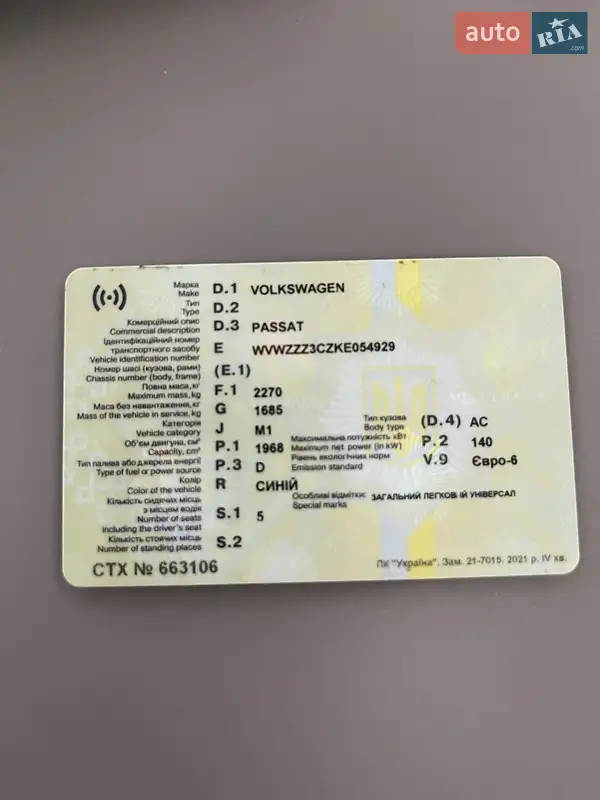 auto RIA .com
Марка
Make D.1 VOLKSWAGEN
Тип
Type D.2
Комерційний опис
Commercial description D.3 PASSAT
Ідентифікаційний номер
транспортного засобу E WVWZZZ3CZKE054929
Vehicle identification number
Номер шасі (кузова, рами) (E.1)
Chassis number (body, frame)
Повна маса, кг
Maximum mass, kg F.1 2270
Маса без навантаження, кг G 1685
Mass of the vehicle in service, kg
Категорія J M1
Vehicle category
Тип кузова (D.4) AC
Body type
Об'єм двигуна, см³ P.1 1968
Capacity, cm³
Максимальна потужність кВт P.2 140
Maximum net power (in kW)
Тип палива або джерела енергії P.3 D
Type of fuel or power source
Рівень екологічних норм V.9 Євро-6
Emission standard
Колір R СИНІЙ
Color of the vehicle
Особливі відмітки: ЗАГАЛЬНИЙ ЛЕГКОВИЙ УНІВЕРСАЛ
Special marks
Кількість сидячих місць
з місцем водія S.1 5
Number of seats
including the driver's seat
Кількість стоячих місць S.2
Number of standing places
СТХ № 663106
ПК "Україна". Зам. 21-7015. 2021 р. IV кв.